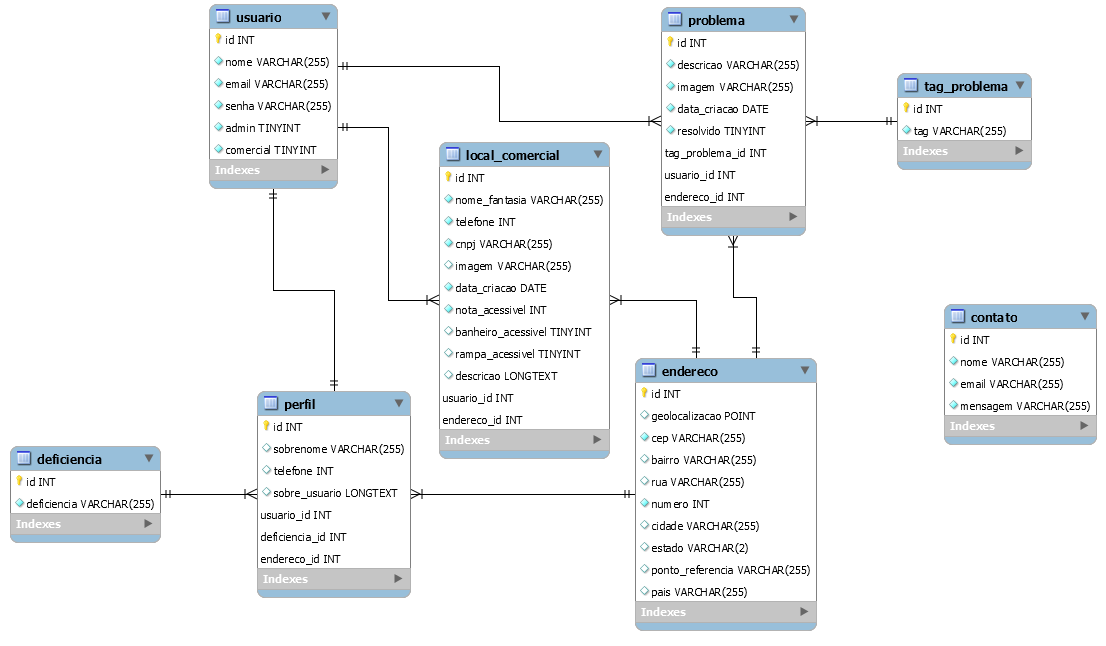 usuario
id INT
nome VARCHAR(255)
email VARCHAR(255)
senha VARCHAR(255)
admin TINYINT
comercial TINYINT
Indexes
problema
id INT
descricao VARCHAR(255)
imagem VARCHAR(255)
data_criacao DATE
resolvido TINYINT
tag_problema_id INT
usuario_id INT
endereco_id INT
Indexes
tag_problema
id INT
tag VARCHAR(255)
Indexes
local_comercial
id INT
nome_fantasia VARCHAR(255)
telefone INT
cnpj VARCHAR(255)
imagem VARCHAR(255)
data_criacao DATE
nota_acessivel INT
banheiro_acessivel TINYINT
rampa_acessivel TINYINT
descricao LONGTEXT
usuario_id INT
endereco_id INT
Indexes
contato
id INT
nome VARCHAR(255)
email VARCHAR(255)
mensagem VARCHAR(255)
Indexes
endereco
id INT
geolocalizacao POINT
cep VARCHAR(255)
bairro VARCHAR(255)
rua VARCHAR(255)
numero INT
cidade VARCHAR(255)
estado VARCHAR(2)
ponto_referencia VARCHAR(255)
pais VARCHAR(255)
Indexes
perfil
id INT
sobrenome VARCHAR(255)
telefone INT
sobre_usuario LONGTEXT
usuario_id INT
deficiencia_id INT
endereco_id INT
Indexes
deficiencia
id INT
deficiencia VARCHAR(255)
Indexes